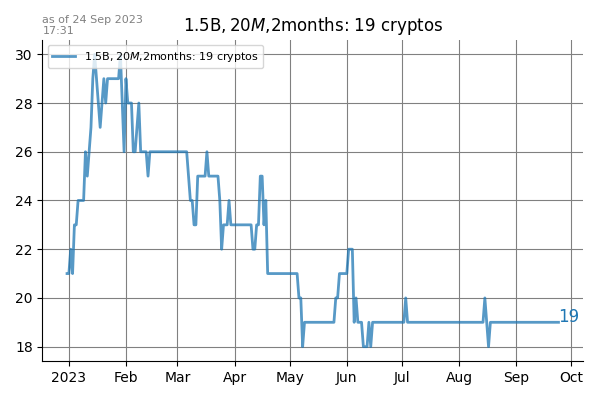 as of 24 Sep 2023
17:31
1.5B, 20M,2months: 19 cryptos
1.5B, 20M,2months: 19 cryptos
30
28
26
24
22
20
18
19
2023 Feb Mar Apr May Jun Jul Aug Sep Oct